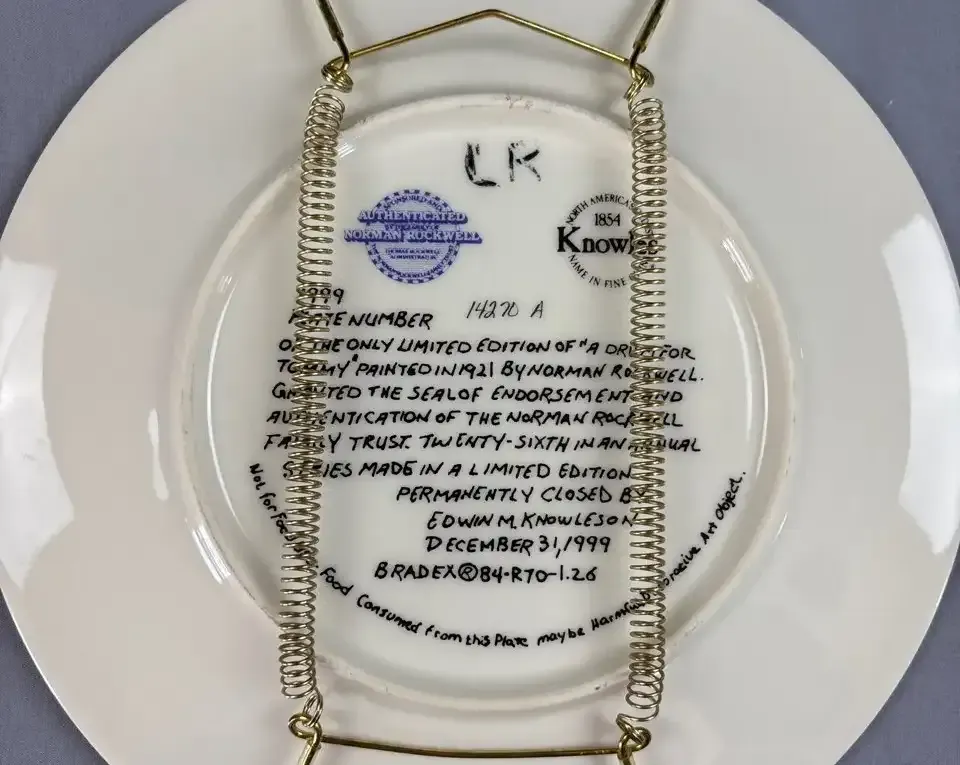 LK
AUTHENTICATED
NORMAN ROCKWELL
NORTH AMERICA
1854
Knowles
NAME IN FINE
1999
PLATE NUMBER 14270 A
OF THE ONLY LIMITED EDITION OF "A DRUM FOR
TOMMY" PAINTED IN 1921 BY NORMAN ROCKWELL.
GRANTED THE SEAL OF ENDORSEMENT AND
AUTHENTICATION OF THE NORMAN ROCKWELL
FAMILY TRUST. TWENTY-SIXTH IN AN ANNUAL
SERIES MADE IN A LIMITED EDITION
PERMANENTLY CLOSED BY
EDWIN M. KNOWLES ON
DECEMBER 31, 1999
BRADEX®84-R70-1.26
Not for Food Food Consumed from this Plate may be Harmful Decorative Art Object.